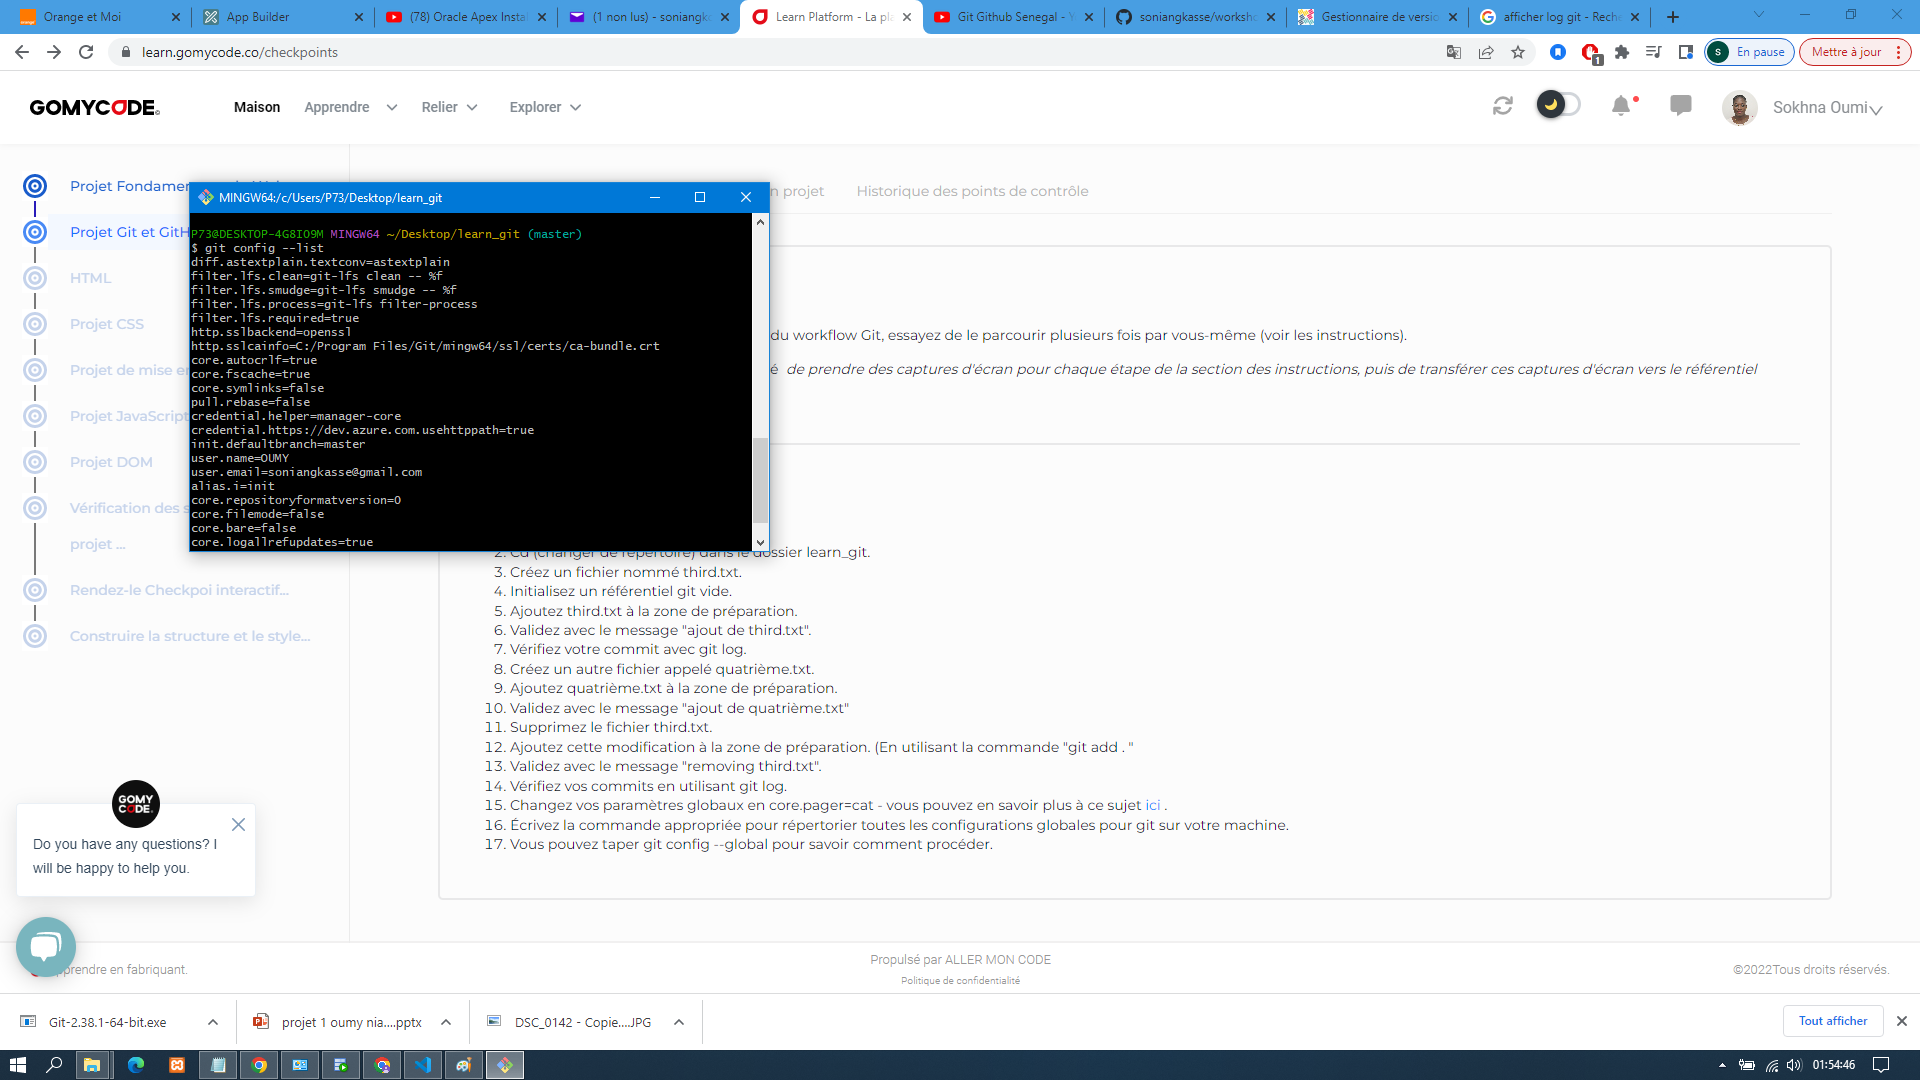 Orange et Moi
App Builder
(78) Oracle Apex Insta
(1 non lus) - soniangk
Learn Platform - La pl
Git Github Senegal - Y
soniangkasse/worksh
Gestionnaire de versio
afficher log git - Rech
learn.gomycode.co/checkpoints
1
S
En pause
Mettre à jour
GOMYCODE
Maison
Apprendre
Relier
Explorer
Sokhna Oumi
Projet Fondamen
Projet Git et GitH
HTML
Projet CSS
Projet de mise en
Projet JavaScript
Projet DOM
Vérification des s
projet ...
Rendez-le Checkpoi interactif...
Construire la structure et le style...
n projet
Historique des points de contrôle
MINGW64:/c/Users/P73/Desktop/learn_git
P73@DESKTOP-4G8IO9M MINGW64 ~/Desktop/learn_git (master)
$ git config --list
diff.astextplain.textconv=astextplain
filter.lfs.clean=git-lfs clean -- %f
filter.lfs.smudge=git-lfs smudge -- %f
filter.lfs.process=git-lfs filter-process
filter.lfs.required=true
http.sslbackend=openssl
http.sslcainfo=C:/Program Files/Git/mingw64/ssl/certs/ca-bundle.crt
core.autocrlf=true
core.fscache=true
core.symlinks=false
pull.rebase=false
credential.helper=manager-core
credential.https://dev.azure.com.usehttppath=true
init.defaultbranch=master
user.name=OUMY
user.email=soniangkasse@gmail.com
alias.i=init
core.repositoryformatversion=0
core.filemode=false
core.bare=false
core.logallrefupdates=true
du workflow Git, essayez de le parcourir plusieurs fois par vous-même (voir les instructions).
é de prendre des captures d'écran pour chaque étape de la section des instructions, puis de transférer ces captures d'écran vers le référentiel
2. Cd (changer de répertoire) dans le dossier learn_git.
3. Créez un fichier nommé third.txt.
4. Initialisez un référentiel git vide.
5. Ajoutez third.txt à la zone de préparation.
6. Validez avec le message "ajout de third.txt".
7. Vérifiez votre commit avec git log.
8. Créez un autre fichier appelé quatrième.txt.
9. Ajoutez quatrième.txt à la zone de préparation.
10. Validez avec le message "ajout de quatrième.txt"
11. Supprimez le fichier third.txt.
12. Ajoutez cette modification à la zone de préparation. (En utilisant la commande "git add . "
13. Validez avec le message "removing third.txt".
14. Vérifiez vos commits en utilisant git log.
15. Changez vos paramètres globaux en core.pager=cat - vous pouvez en savoir plus à ce sujet ici .
16. Écrivez la commande appropriée pour répertorier toutes les configurations globales pour git sur votre machine.
17. Vous pouvez taper git config --global pour savoir comment procéder.
GOMY
CODE
Do you have any questions? I
will be happy to help you.
pprendre en fabriquant.
Propulsé par ALLER MON CODE
Politique de confidentialité
©2022Tous droits réservés.
Git-2.38.1-64-bit.exe
projet 1 oumy nia....pptx
DSC_0142 - Copie....JPG
Tout afficher
01:54:46